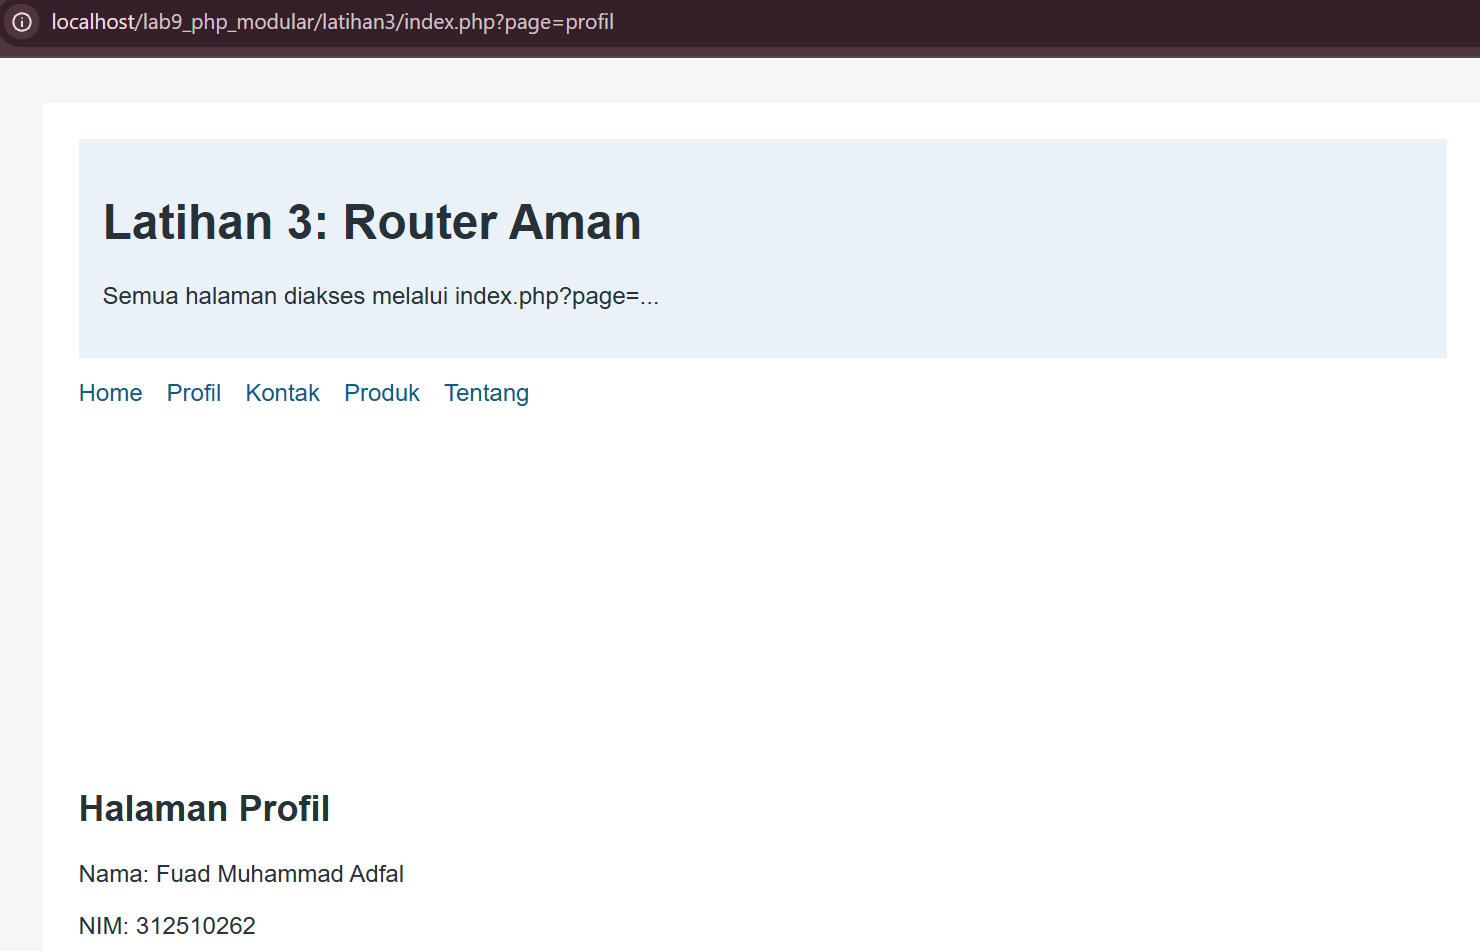 localhost/lab9_php_modular/latihan3/index.php?page=profil
Latihan 3: Router Aman
Semua halaman diakses melalui index.php?page=...
Home Profil Kontak Produk Tentang
Halaman Profil
Nama: Fuad Muhammad Adfal
NIM: 312510262